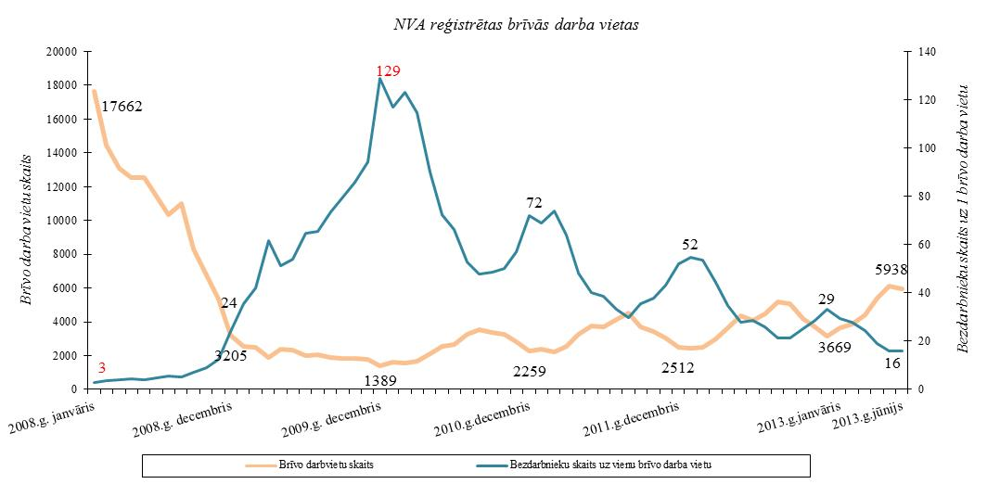 NVA reģistrētas brīvās darba vietas
Brīvo darba vietu skaits
20000
18000
16000
14000
12000
10000
8000
6000
4000
2000
0
140
120
100
80
60
40
20
0
Bezdarbnieku skaits uz 1 brīvo darba vietu
17662
129
72
52
5938
24
29
3205
3
1389
2259
2512
3669
16
2008.g. janvāris
2008.g. decembris
2009.g. decembris
2010.g.decembris
2011.g.decembris
2013.g.janvāris
2013.g.jūnijs
Brīvo darbvietu skaits
Bezdarbnieku skaits uz vienu brīvo darba vietu